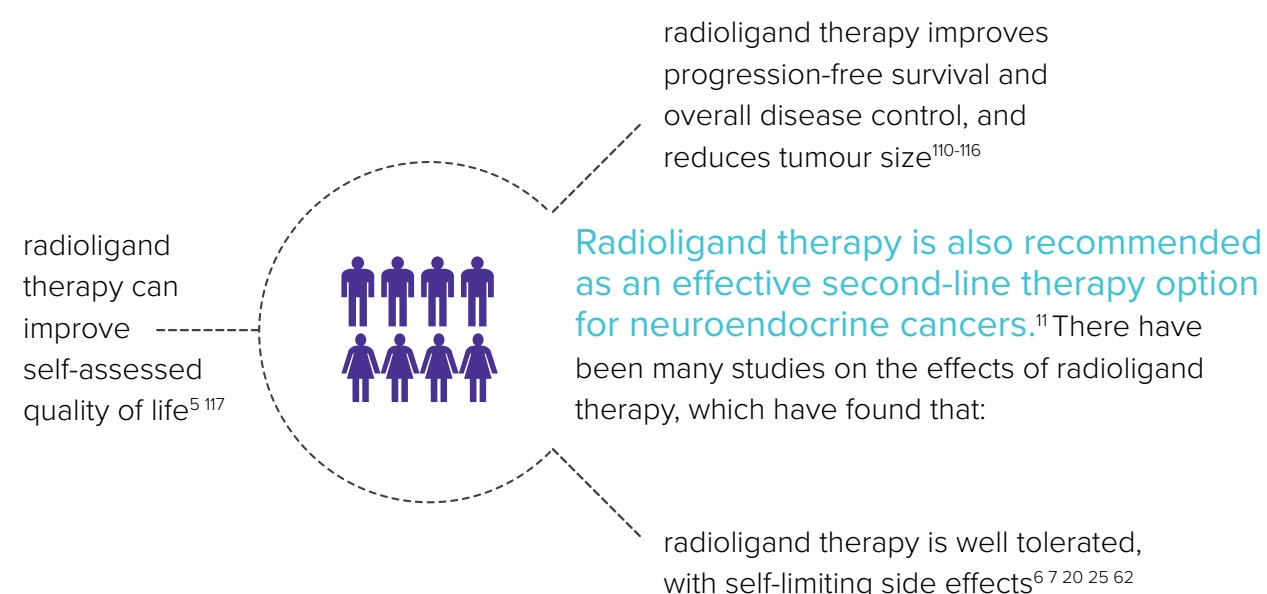 Radioligand therapy is also recommended
as an effective second-line therapy option
for neuroendocrine cancers.11 There have
been many studies on the effects of radioligand
therapy, which have found that:
radioligand therapy improves
progression-free survival and
overall disease control, and
reduces tumour size110-116
radioligand
therapy can
improve
self-assessed
quality of life5 117
radioligand therapy is well tolerated,
with self-limiting side effects6 7 20 25 62